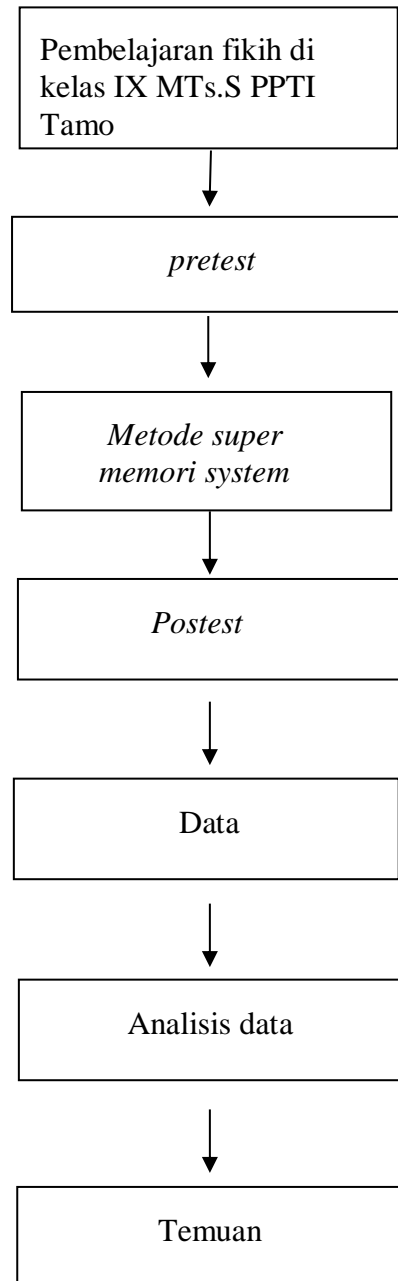 Pembelajaran fikih di
kelas IX MTs.S PPTI
Tamo
pretest
Metode super
memori system
Postest
Data
Analisis data
Temuan